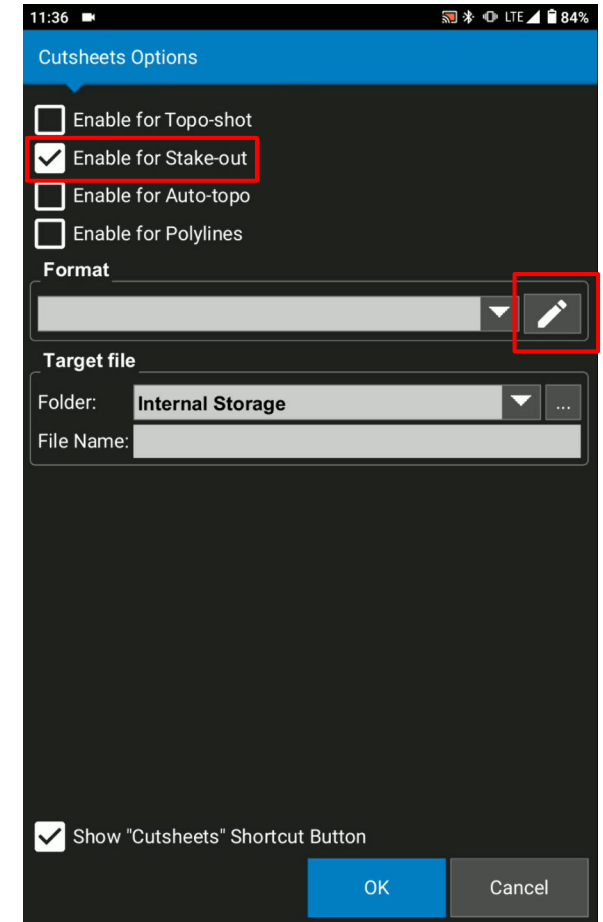 11:36 LTE 84%
Cutsheets Options
Enable for Topo-shot
Enable for Stake-out
Enable for Auto-topo
Enable for Polylines
Format
Target file
Folder: Internal Storage ...
File Name:
Show "Cutsheets" Shortcut Button
OK Cancel